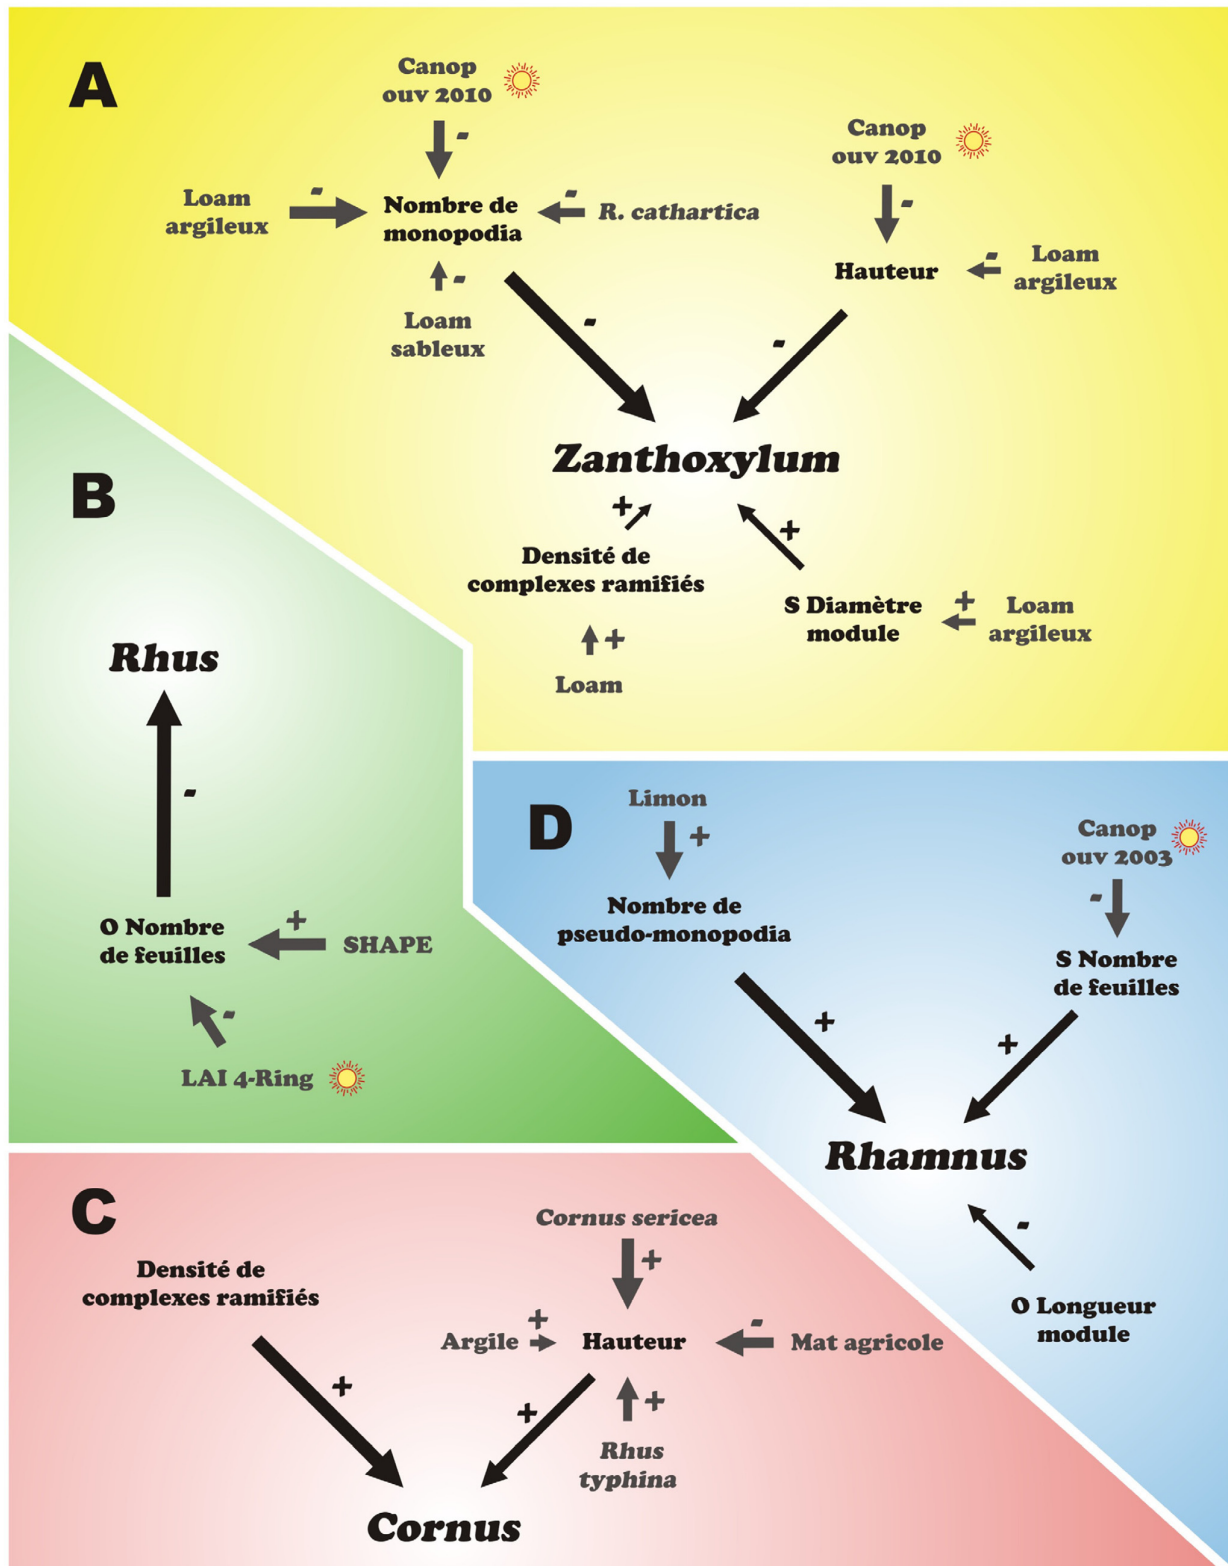 A
Canop
ouv 2010
-
Loam
argileux
-
Nombre de
monopodia
-
R. cathartica
-
Loam
sableux
-
Canop
ouv 2010
-
Hauteur
-
Loam
argileux
-
Zanthoxylum
+
Densité de
complexes ramifiés
+
Loam
+
S Diamètre
module
+
Loam
argileux
B
Rhus
-
O Nombre
de feuilles
+
SHAPE
-
LAI 4-Ring
D
Limon
+
Nombre de
pseudo-monopodia
+
Canop
ouv 2003
-
S Nombre
de feuilles
+
Rhamnus
-
O Longueur
module
C
Densité de
complexes ramifiés
+
Cornus sericea
+
Argile
+
Hauteur
-
Mat agricole
+
+
Rhus
typhina
Cornus